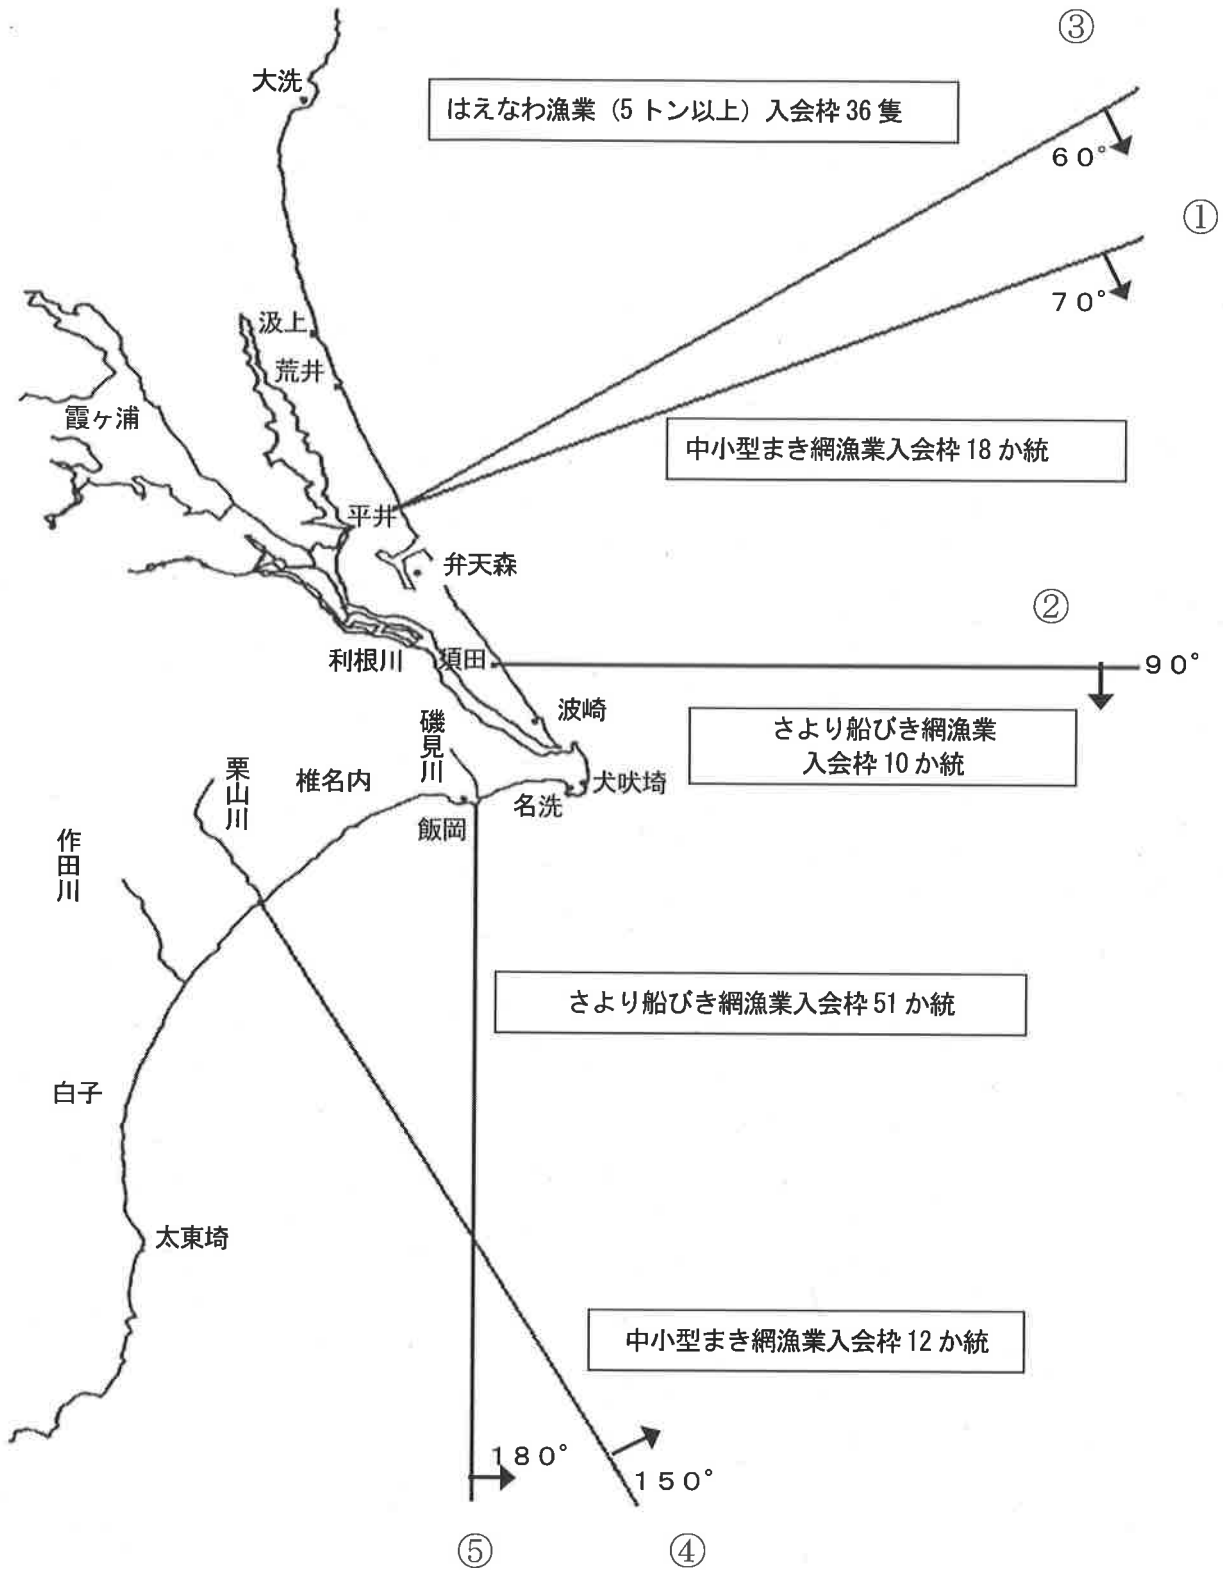 ③
大洗
はえなわ漁業（5トン以上）入会枠36隻
60°
①
70°
汲上
荒井
霞ヶ浦
中小型まき網漁業入会枠18か統
平井
弁天森
②
利根川
須田
90°
波崎
さより船びき網漁業
入会枠10か統
磯見川
栗山川
椎名内
犬吠埼
名洗
飯岡
作田川
さより船びき網漁業入会枠51か統
白子
太東埼
中小型まき網漁業入会枠12か統
180°
150°
⑤
④